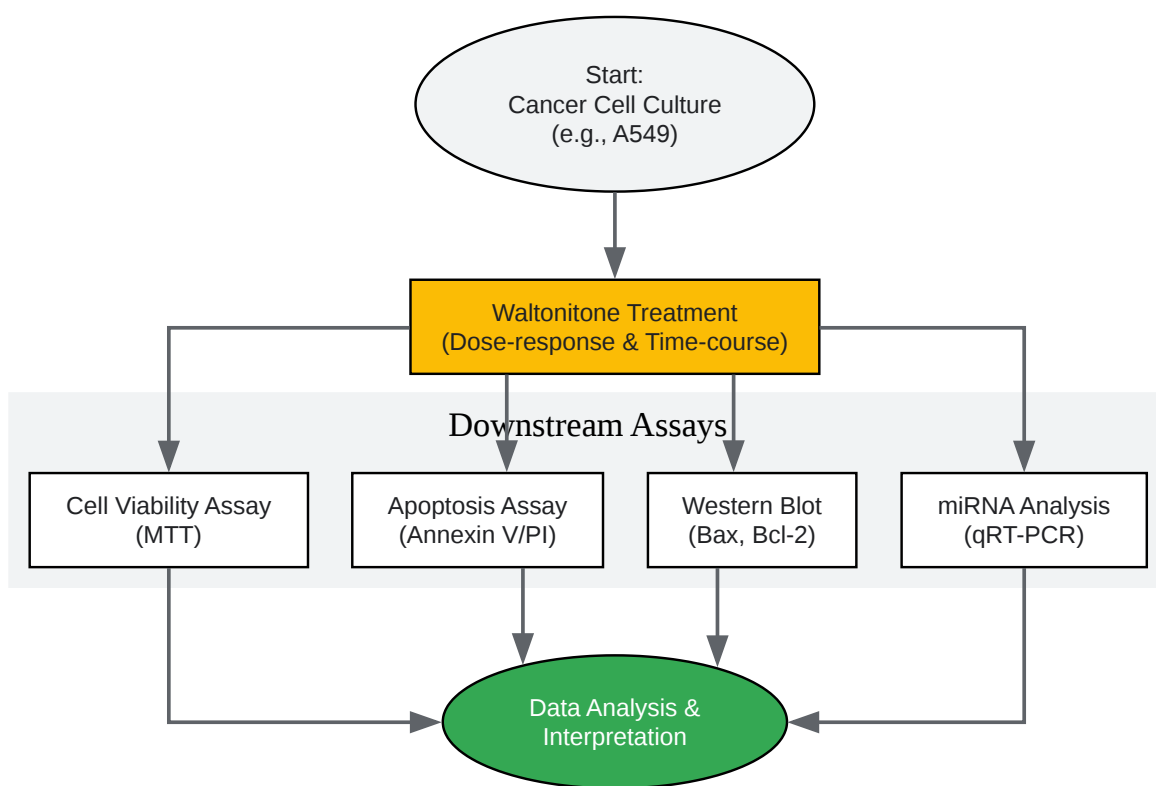 Start:
Cancer Cell Culture
(e.g., A549)
Waltonitone Treatment
(Dose-response & Time-course)
Downstream Assays
Cell Viability Assay
(MTT)
Apoptosis Assay
(Annexin V/PI)
Western Blot
(Bax, Bcl-2)
miRNA Analysis
(qRT-PCR)
Data Analysis &
Interpretation